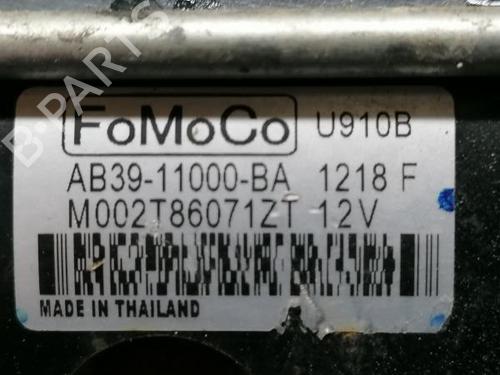 B-PARTS
FoMoCo U910B
AB39-11000-BA 1218 F
M002T86071ZT 12V
MADE IN THAILAND